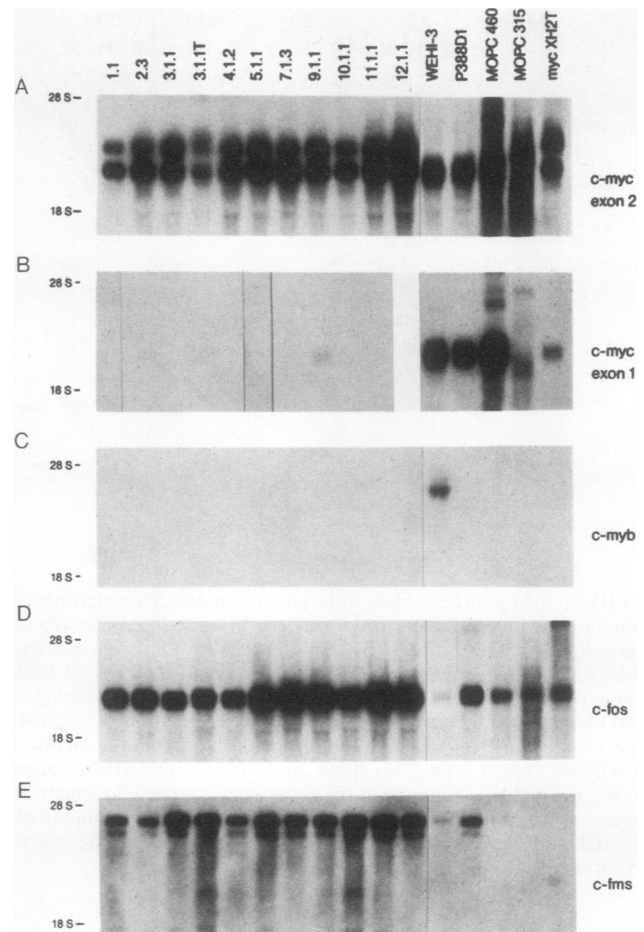 1.1
2.3
3.1.1
3.1.1T
4.1.2
5.1.1
7.1.3
9.1.1
10.1.1
11.1.1
12.1.1
WEHI-3
P388D1
MOPC 460
MOPC 315
myc XH2T
A
28 S–
18 S–
c-myc
exon 2
B
28 S–
18 S–
c-myc
exon 1
C
28 S–
18 S–
c-myb
D
28 S–
18 S–
c-fos
E
28 S–
18 S–
c-fms